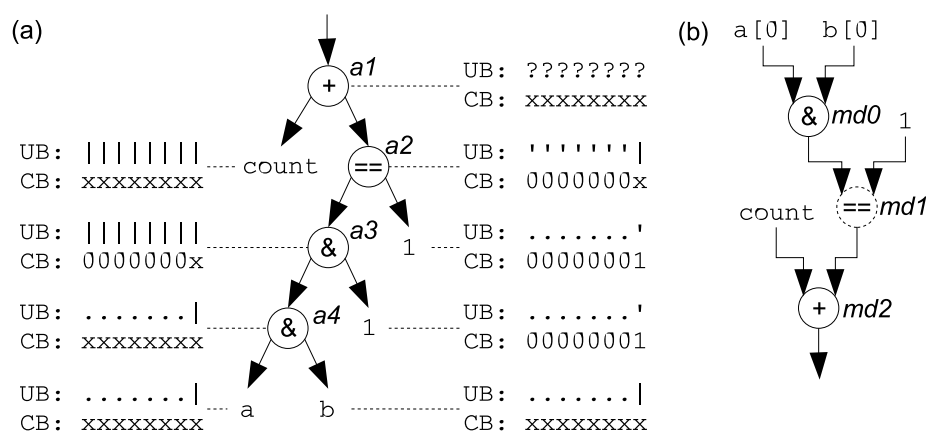 (a)
+ a1
UB: ????????
CB: xxxxxxxx
UB: ||||||||
CB: xxxxxxxx
count
== a2
UB: '''''''|
CB: 0000000x
UB: ||||||||
CB: 0000000x
& a3
1
UB: .......'
CB: 00000001
UB: .......|
CB: xxxxxxxx
& a4
1
UB: .......'
CB: 00000001
UB: .......|
CB: xxxxxxxx
a
b
UB: .......|
CB: xxxxxxxx
(b)
a[0] b[0]
& md0
1
== md1
count
+ md2